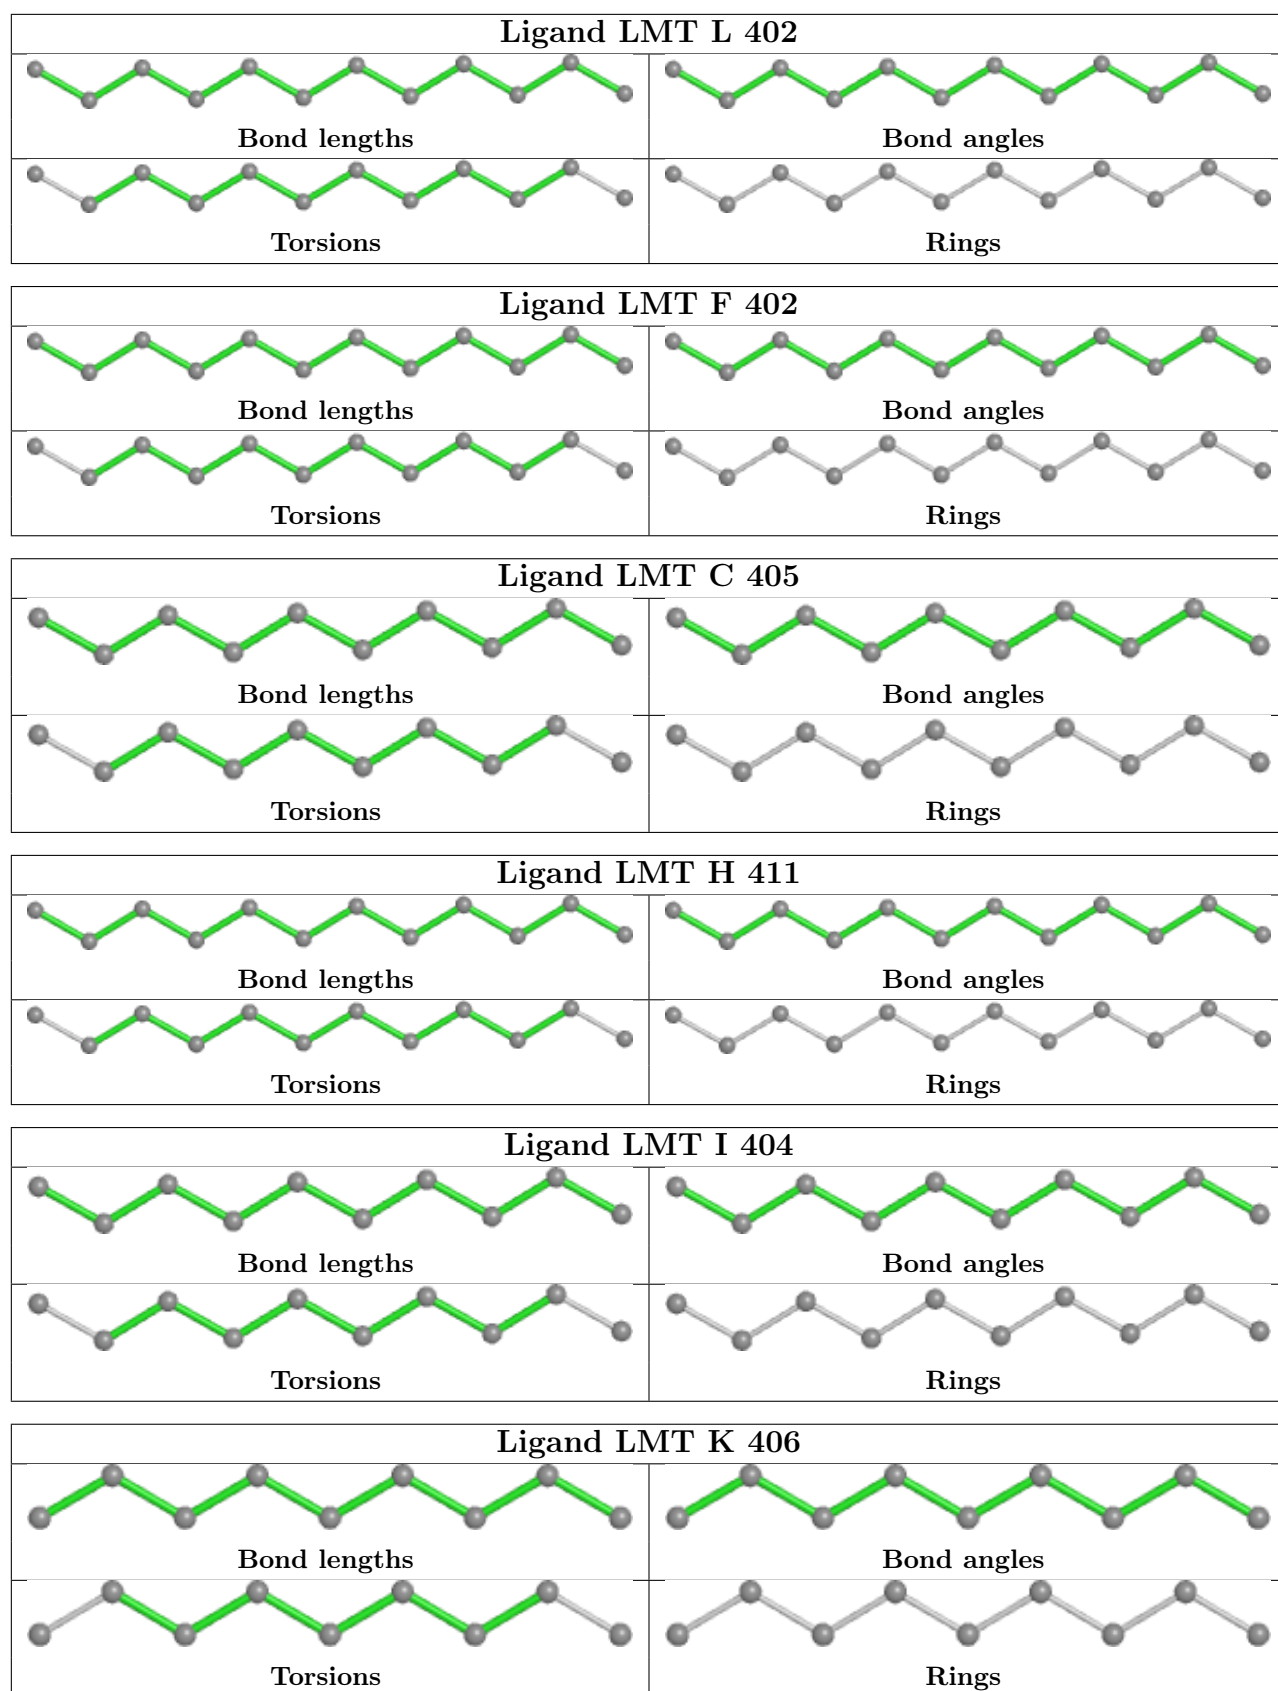 Ligand LMT L 402
Bond lengths
Bond angles
Torsions
Rings
Ligand LMT F 402
Bond lengths
Bond angles
Torsions
Rings
Ligand LMT C 405
Bond lengths
Bond angles
Torsions
Rings
Ligand LMT H 411
Bond lengths
Bond angles
Torsions
Rings
Ligand LMT I 404
Bond lengths
Bond angles
Torsions
Rings
Ligand LMT K 406
Bond lengths
Bond angles
Torsions
Rings